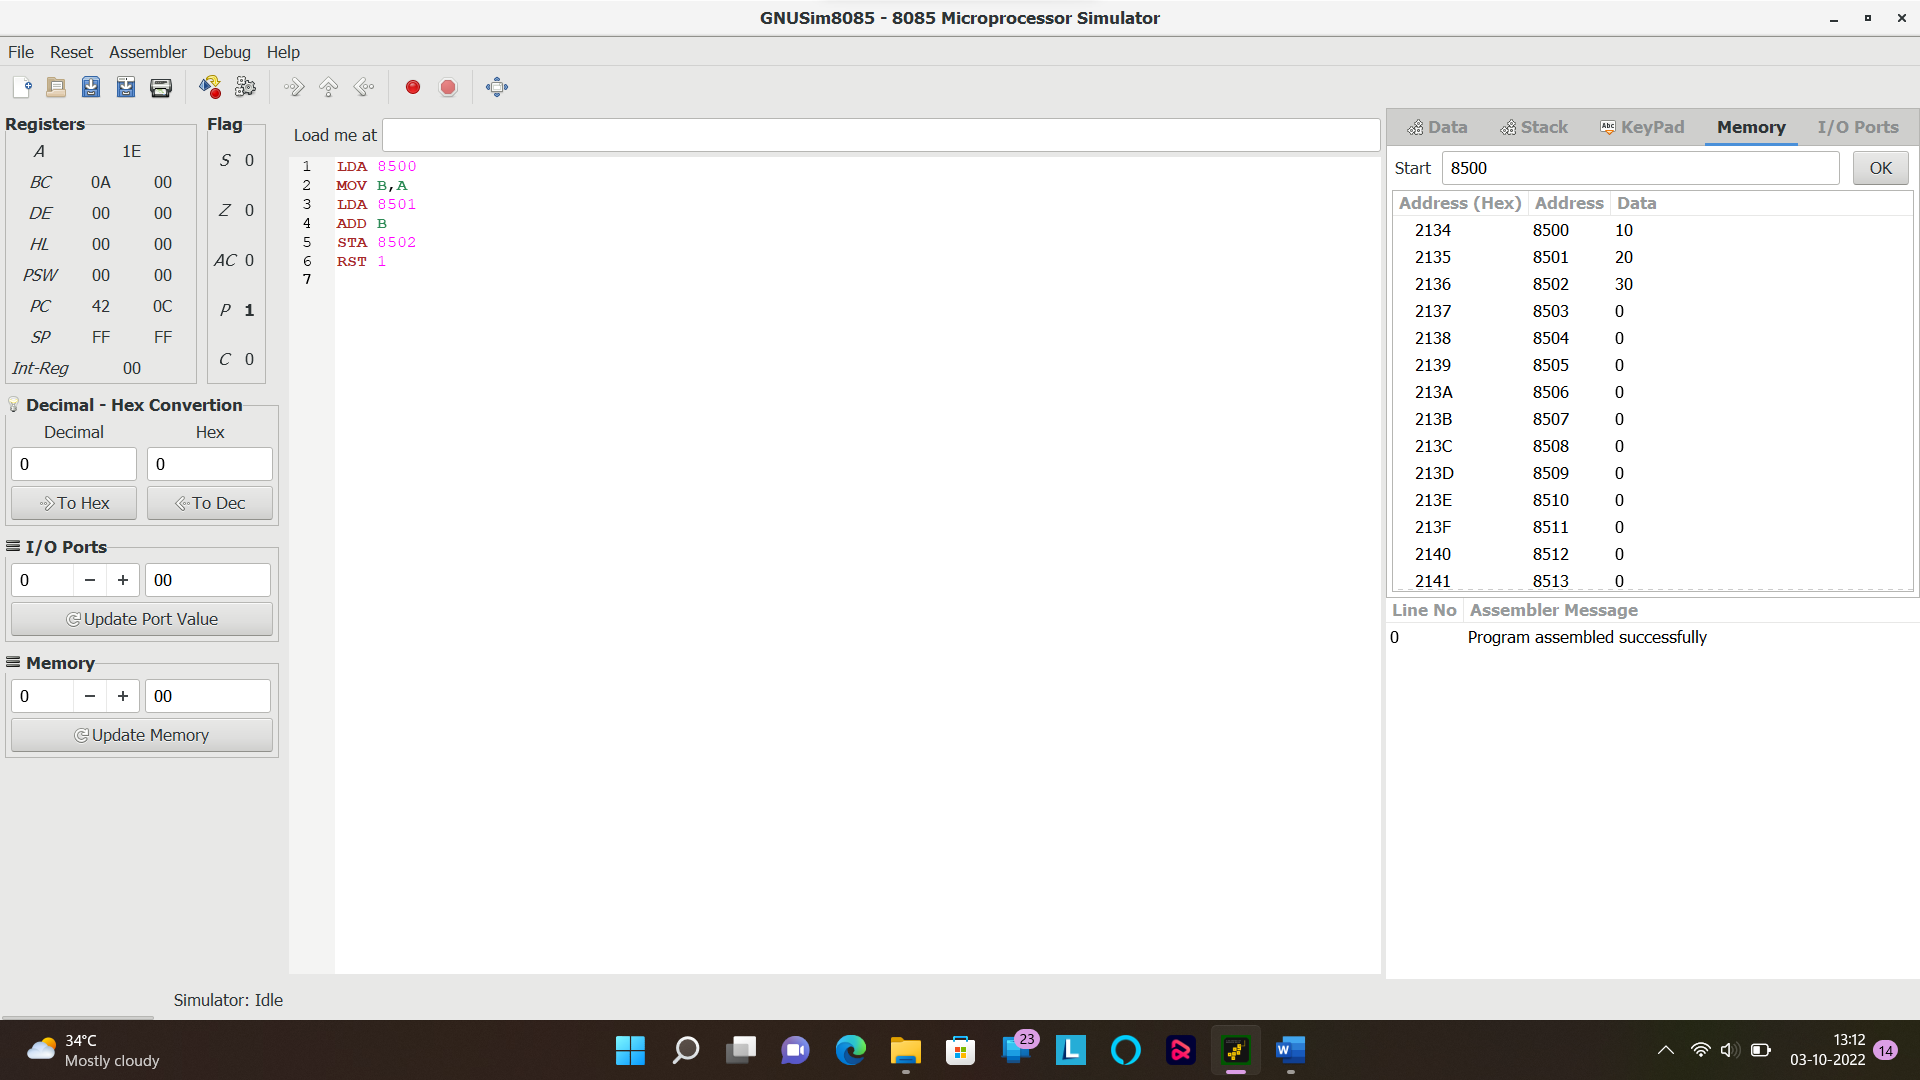 GNUSim8085 - 8085 Microprocessor Simulator
File Reset Assembler Debug Help
Registers
A 1E
BC 0A 00
DE 00 00
HL 00 00
PSW 00 00
PC 42 0C
SP FF FF
Int-Reg 00
Flag
S 0
Z 0
AC 0
P 1
C 0
Decimal - Hex Convertion
Decimal Hex
0 0
To Hex To Dec
I/O Ports
0 − + 00
Update Port Value
Memory
0 − + 00
Update Memory
Load me at
1 LDA 8500
2 MOV B,A
3 LDA 8501
4 ADD B
5 STA 8502
6 RST 1
7
Data Stack Abc KeyPad Memory I/O Ports
Start 8500 OK
Address (Hex) Address Data
2134 8500 10
2135 8501 20
2136 8502 30
2137 8503 0
2138 8504 0
2139 8505 0
213A 8506 0
213B 8507 0
213C 8508 0
213D 8509 0
213E 8510 0
213F 8511 0
2140 8512 0
2141 8513 0
Line No Assembler Message
0 Program assembled successfully
Simulator: Idle
34°C
Mostly cloudy
23
L
W
13:12
03-10-2022
14